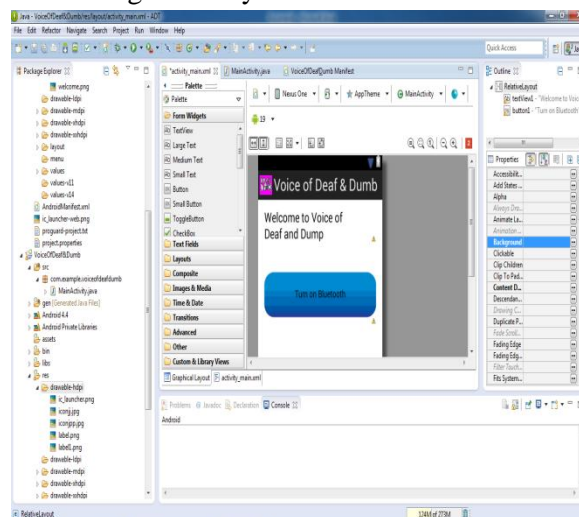 Java - VoiceOfDeaf&Dumb/res/layout/activity_main.xml - ADT
File Edit Refactor Navigate Search Project Run Window Help
Quick Access
Package Explorer
welcome.png
drawable-ldpi
drawable-mdpi
drawable-xhdpi
drawable-xxhdpi
layout
menu
values
values-v11
values-v14
AndroidManifest.xml
ic_launcher-web.png
proguard-project.txt
project.properties
VoiceOfDeaf&Dumb
src
com.example.voiceofdeafdumb
MainActivity.java
gen [Generated Java Files]
Android 4.4
Android Private Libraries
assets
bin
libs
res
drawable-hdpi
ic_launcher.png
iconjj.jpg
iconjpp.jpg
label.png
label1.png
drawable-ldpi
drawable-mdpi
drawable-xhdpi
drawable-xxhdpi
*activity_main.xml
MainActivity.java
VoiceOfDeafDumb Manifest
Palette
Palette
Form Widgets
TextView
Large Text
Medium Text
Small Text
Button
Small Button
ToggleButton
CheckBox
Text Fields
Layouts
Composite
Images & Media
Time & Date
Transitions
Advanced
Other
Custom & Library Views
Graphical Layout
activity_main.xml
Nexus One
AppTheme
MainActivity
19
Voice of Deaf & Dumb
Welcome to Voice of
Deaf and Dump
Turn on Bluetooth
Outline
RelativeLayout
textView1 - "Welcome to Voic
button1 - "Turn on Bluetooth
Properties
Accessibilit...
Add States ...
Alpha
Always Dra...
Animate La...
Animation ...
Background
Clickable
Clip Children
Clip To Pad...
Content D...
Descendan...
Drawing C...
Duplicate P...
Fade Scroll...
Fading Edge
Fading Edg...
Filter Touch...
Fits System...
Problems
Javadoc
Declaration
Console
Android
RelativeLayout
124M of 273M